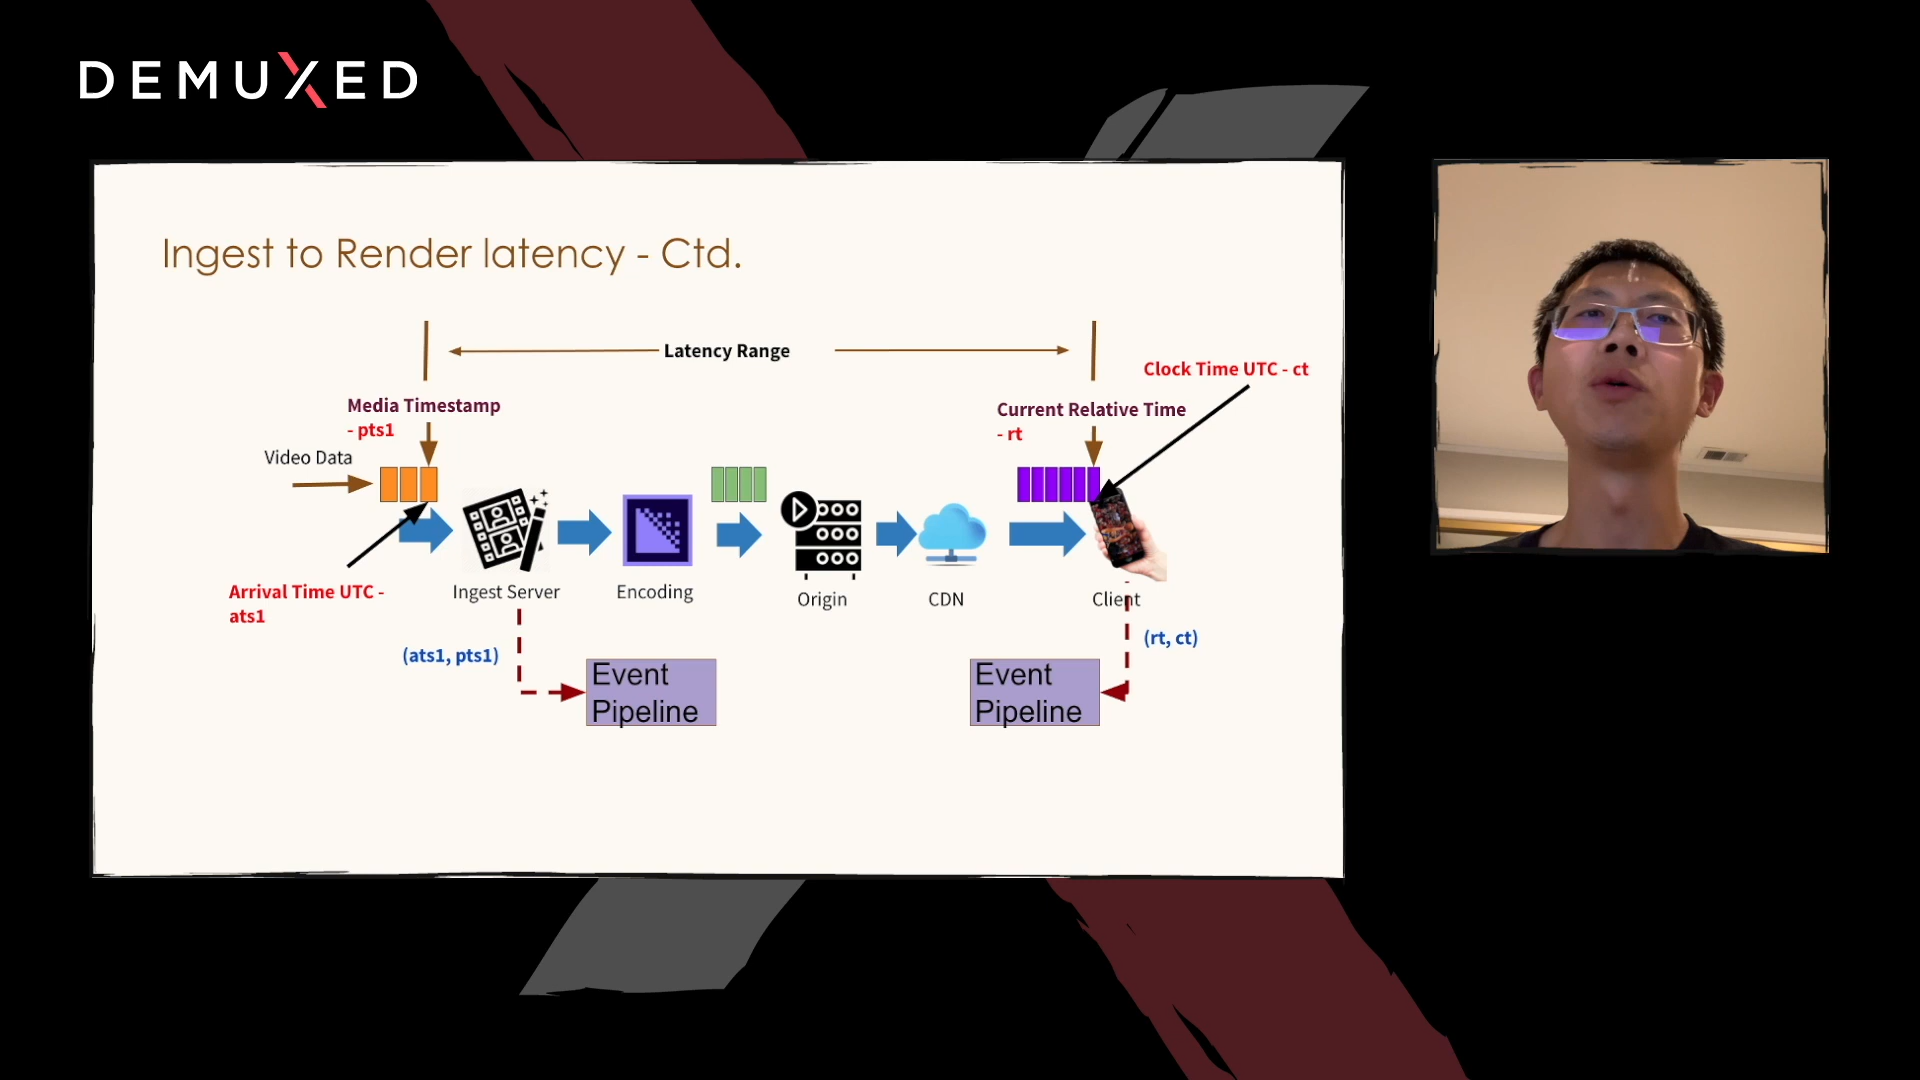 DEMUXED
Ingest to Render latency - Ctd.
Latency Range
Clock Time UTC - ct
Media Timestamp
- pts1
Current Relative Time
- rt
Video Data
Arrival Time UTC -
ats1
Ingest Server
Encoding
Origin
CDN
Client
(ats1, pts1)
(rt, ct)
Event
Pipeline
Event
Pipeline